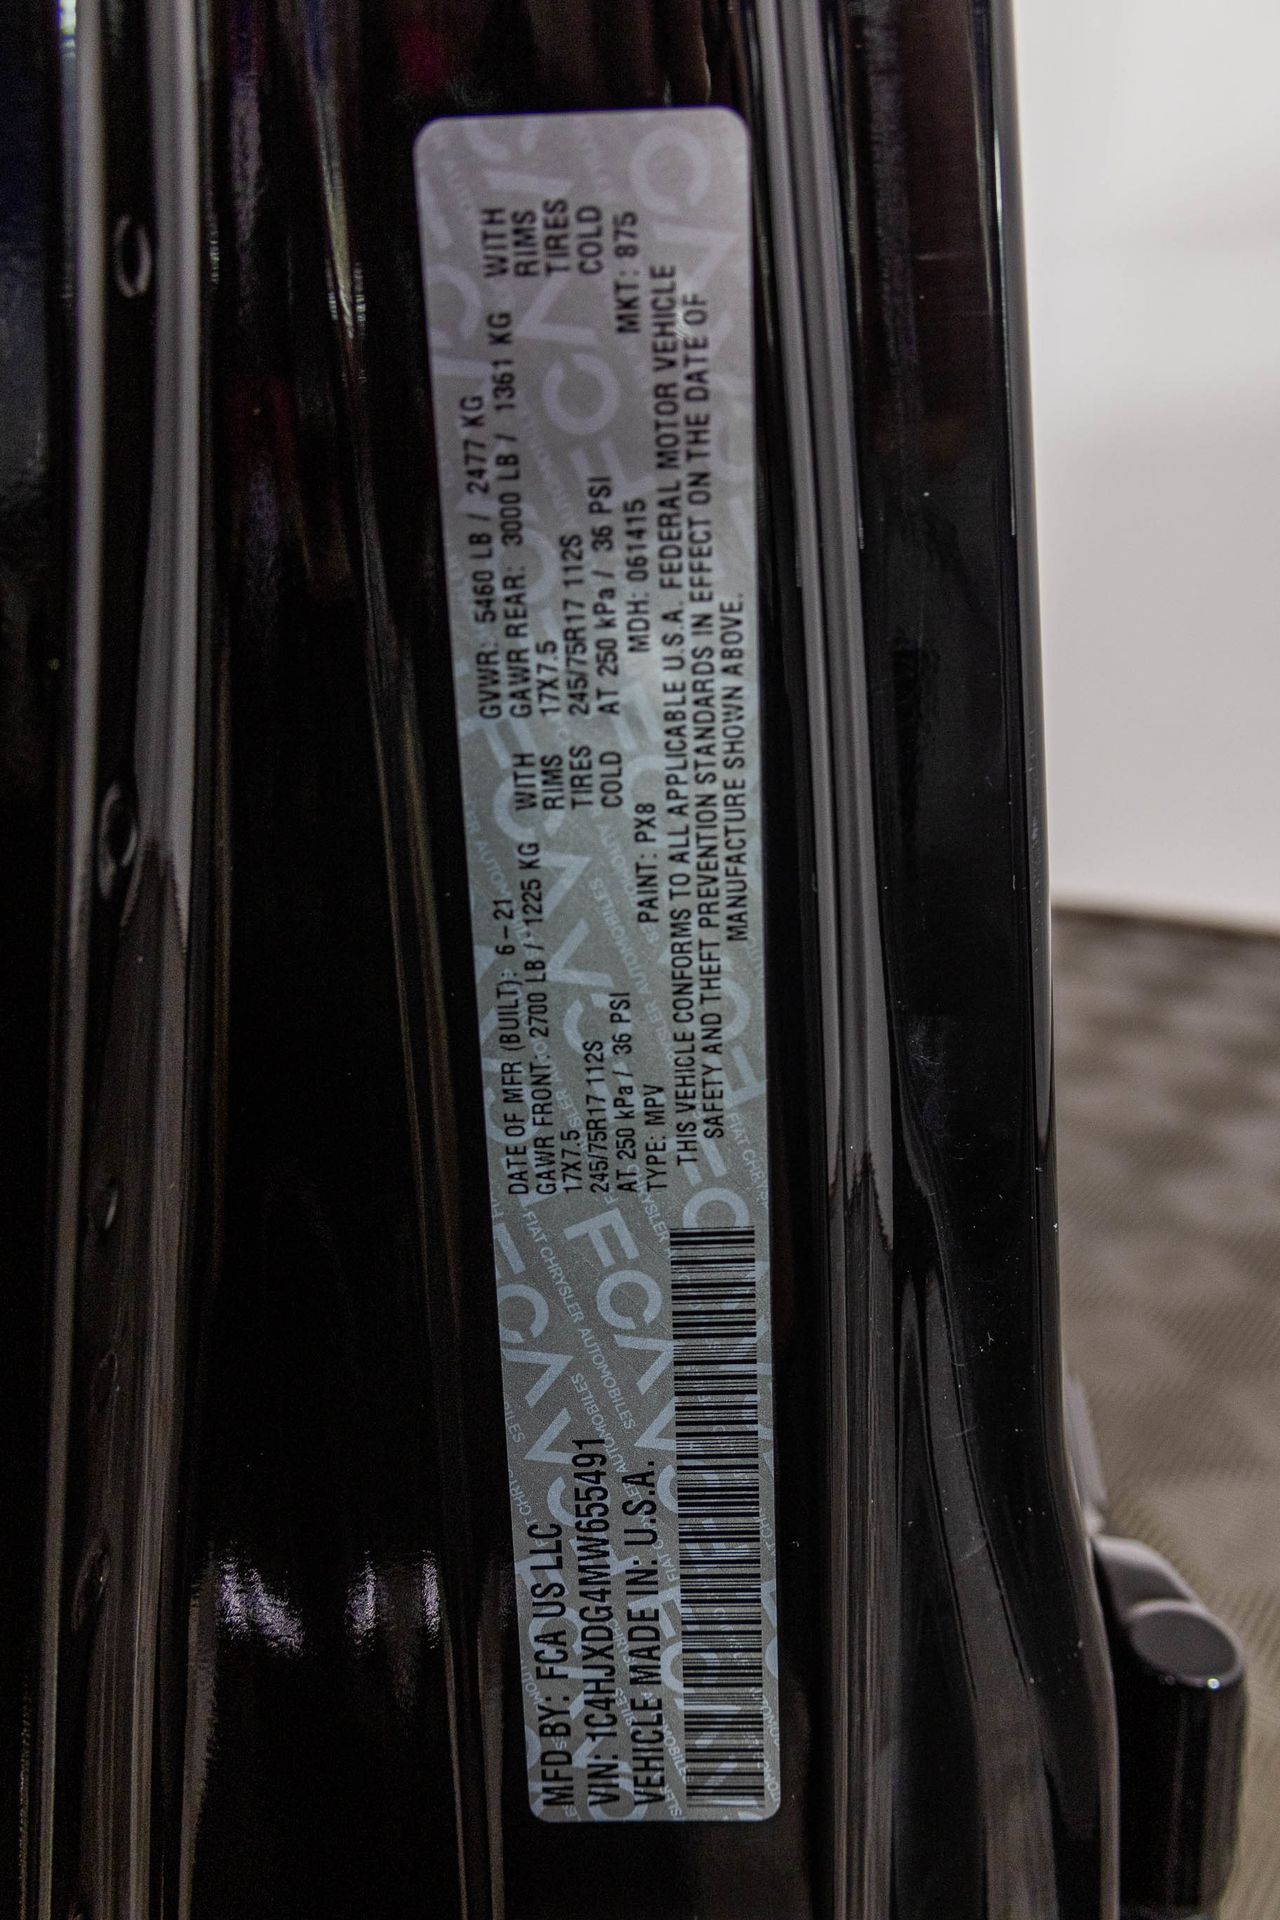 MFD BY: FCA US LLC
VIN: 1C4HJXDG4MW655491
VEHICLE MADE IN: U.S.A.
DATE OF MFR (BUILT): 6-21 GVWR: 5460 LB / 2477 KG
GAWR FRONT: 2700 LB / 1225 KG WITH GAWR REAR: 3000 LB / 1361 KG WITH
17X7.5 RIMS 17X7.5 RIMS
245/75R17 112S TIRES 245/75R17 112S TIRES
AT 250 kPa / 36 PSI COLD AT 250 kPa / 36 PSI COLD
TYPE: MPV PAINT: PX8 MDH: 061415 MKT: 875
THIS VEHICLE CONFORMS TO ALL APPLICABLE U.S.A. FEDERAL MOTOR VEHICLE
SAFETY AND THEFT PREVENTION STANDARDS IN EFFECT ON THE DATE OF
MANUFACTURE SHOWN ABOVE.
FCA
FIAT CHRYSLER AUTOMOBILES